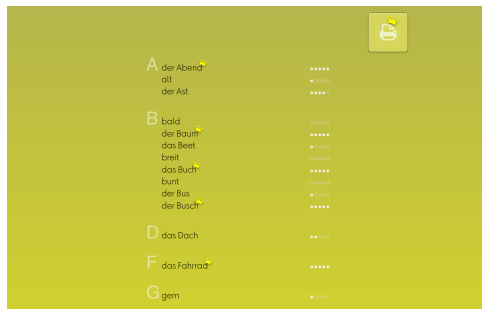 A der Abend
alt
der Ast
B bald
der Baum
das Beet
breit
das Buch
bunt
der Bus
der Busch
D das Dach
F das Fahrrad
G gern